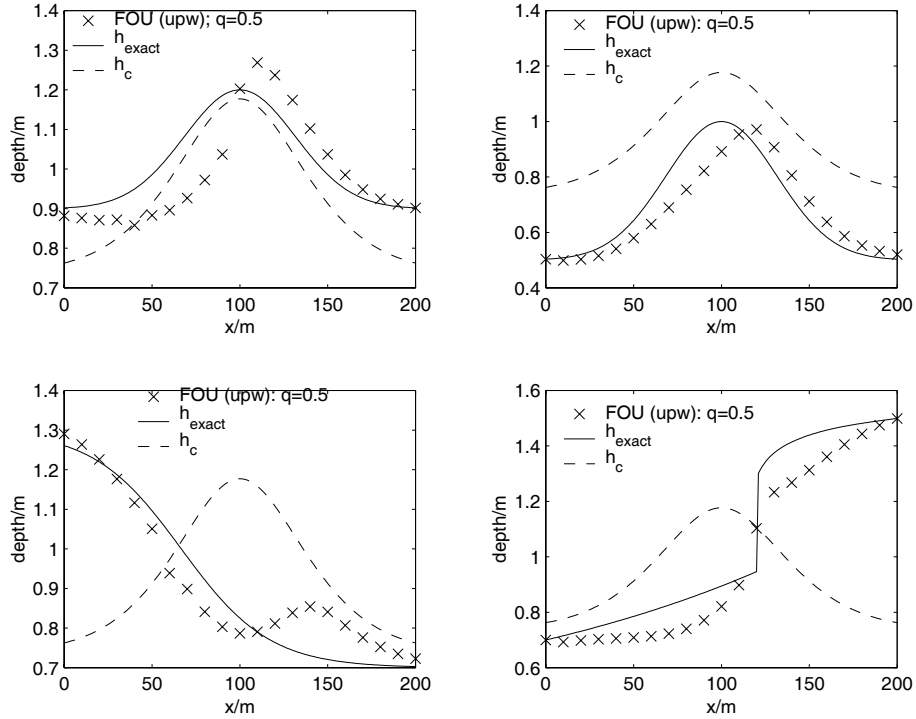 1.4
1.3
1.2
1.1
1
0.9
0.8
0.7
depth/m
FOU (upw); q=0.5
h_exact
h_c
0 50 100 150 200
x/m
1.4
1.2
1
0.8
0.6
0.4
depth/m
FOU (upw): q=0.5
h_exact
h_c
0 50 100 150 200
x/m
1.4
1.3
1.2
1.1
1
0.9
0.8
0.7
depth/m
FOU (upw): q=0.5
h_exact
h_c
0 50 100 150 200
x/m
1.6
1.4
1.2
1
0.8
0.6
depth/m
FOU (upw): q=0.5
h_exact
h_c
0 50 100 150 200
x/m